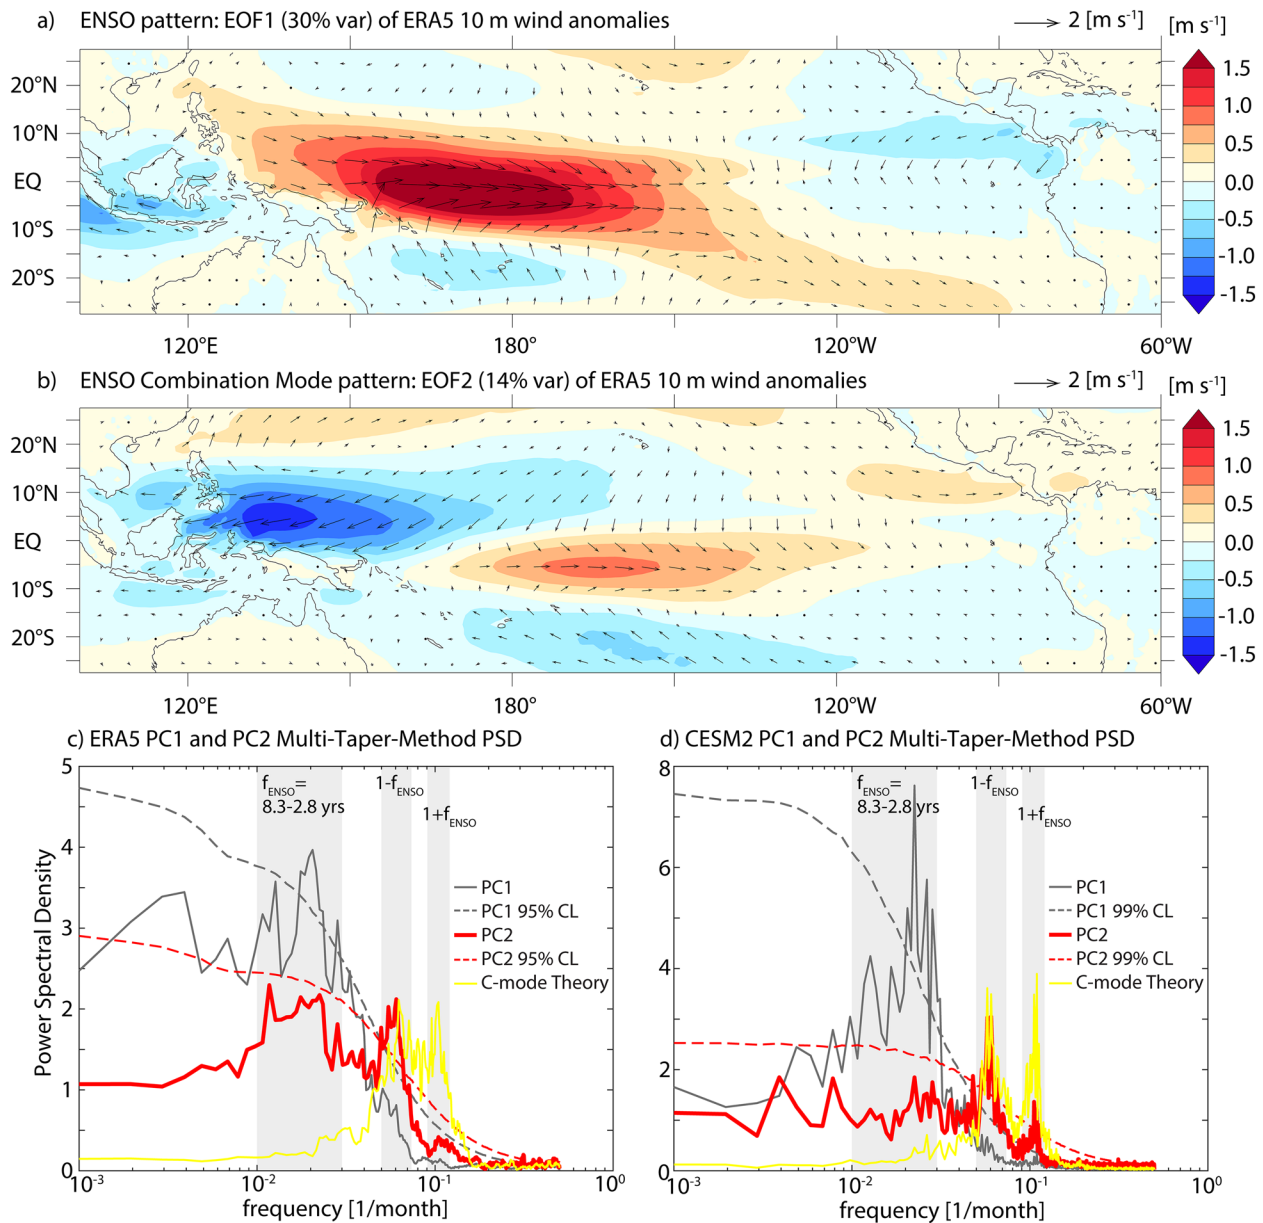 a) ENSO pattern: EOF1 (30% var) of ERA5 10 m wind anomalies
2 [m s-1]
[m s-1]
20°N
10°N
EQ
10°S
20°S
120°E
180°
120°W
60°W
1.5
1.0
0.5
0.0
-0.5
-1.0
-1.5
b) ENSO Combination Mode pattern: EOF2 (14% var) of ERA5 10 m wind anomalies
2 [m s-1]
[m s-1]
20°N
10°N
EQ
10°S
20°S
120°E
180°
120°W
60°W
1.5
1.0
0.5
0.0
-0.5
-1.0
-1.5
c) ERA5 PC1 and PC2 Multi-Taper-Method PSD
Power Spectral Density
5
4
3
2
1
0
fENSO=
8.3-2.8 yrs
1-fENSO
1+fENSO
PC1
PC1 95% CL
PC2
PC2 95% CL
C-mode Theory
10-3
10-2
10-1
100
frequency [1/month]
d) CESM2 PC1 and PC2 Multi-Taper-Method PSD
8
6
4
2
0
fENSO=
8.3-2.8 yrs
1-fENSO
1+fENSO
PC1
PC1 99% CL
PC2
PC2 99% CL
C-mode Theory
10-3
10-2
10-1
100
frequency [1/month]